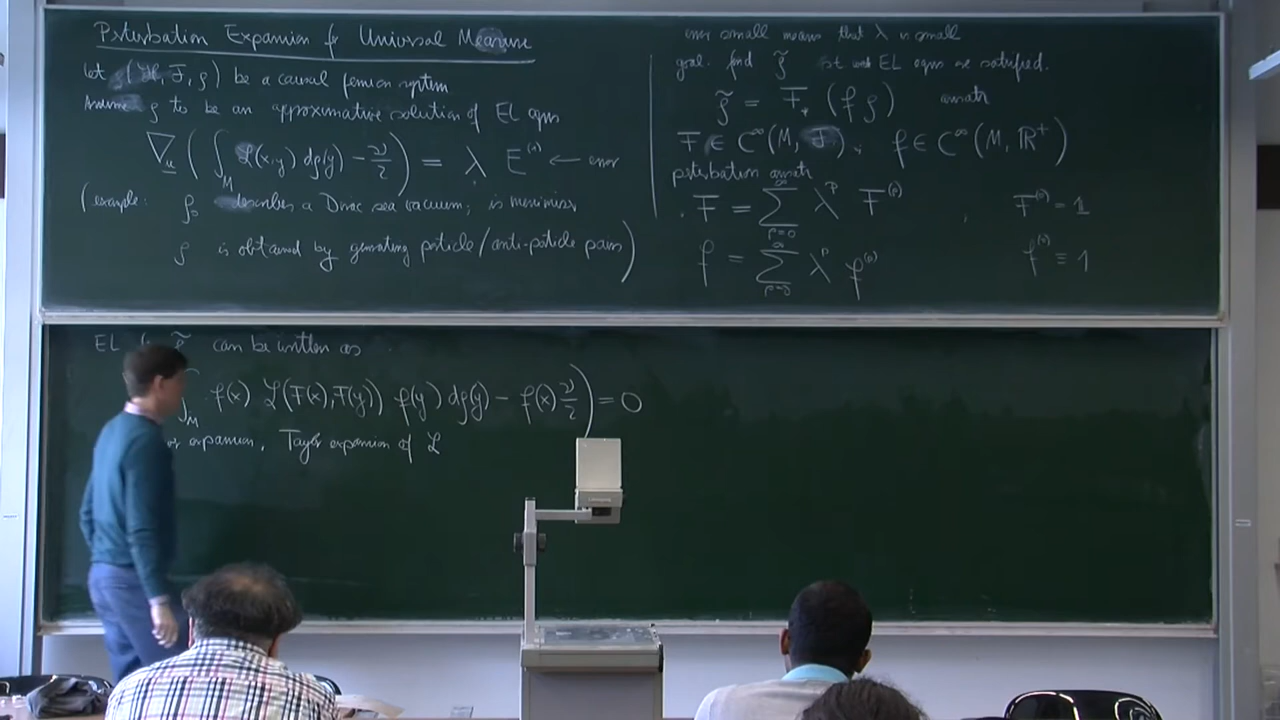 Perturbation Expansion for Universal Measure
let (ℋ, ℱ, ρ) be a causal fermion system
Assume ρ to be an approximative solution of EL eqns
∇_u ( ∫_M ℒ(x,y) dρ(y) − ν/2 ) = λ E^(λ) ← error
(example: ρ₀ describes a Dirac sea vacuum; is minimizer
ρ is obtained by generating particle/anti-particle pairs)
error small means that λ is small
goal: find ρ̃ st weak EL eqns are satisfied.
ρ̃ = F_* (f ρ) ansatz
F ∈ C^∞(M, ℱ), f ∈ C^∞(M, ℝ⁺)
perturbation ansatz
F = ∑_{p=0}^∞ λ^p F^(p), F^(0) = 𝟙
f = ∑_{p=0}^∞ λ^p f^(p) f^(0) = 1
EL ρ̃ can be written as
∫_M f(x) ℒ(F(x), F(y)) f(y) dρ(y) − f(x) ν/2 ) = 0
expansion, Taylor expansion of ℒ